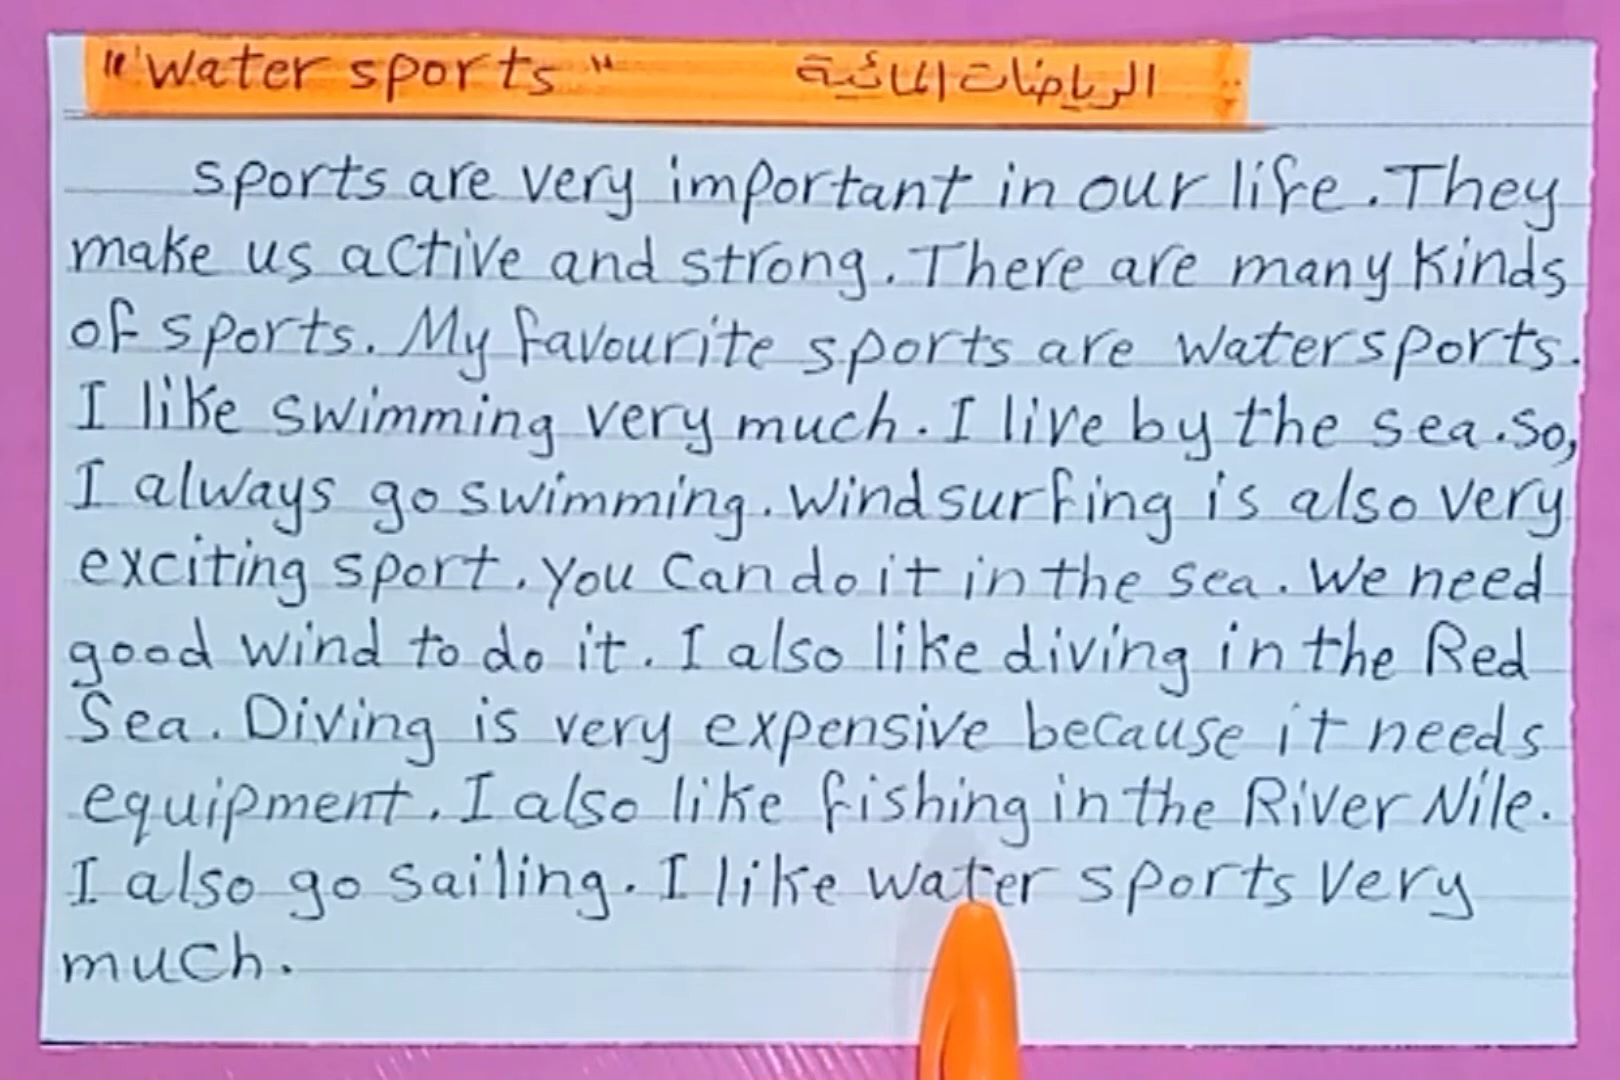 "Water sports" الرياضات المائية
sports are very important in our life. They
make us active and strong. There are many kinds
of sports. My favourite sports are water sports.
I like swimming very much. I live by the sea. So,
I always go swimming. Windsurfing is also very
exciting sport. You can do it in the sea. We need
good wind to do it. I also like diving in the Red
Sea. Diving is very expensive because it needs
equipment. I also like fishing in the River Nile.
I also go sailing. I like water sports very
much.